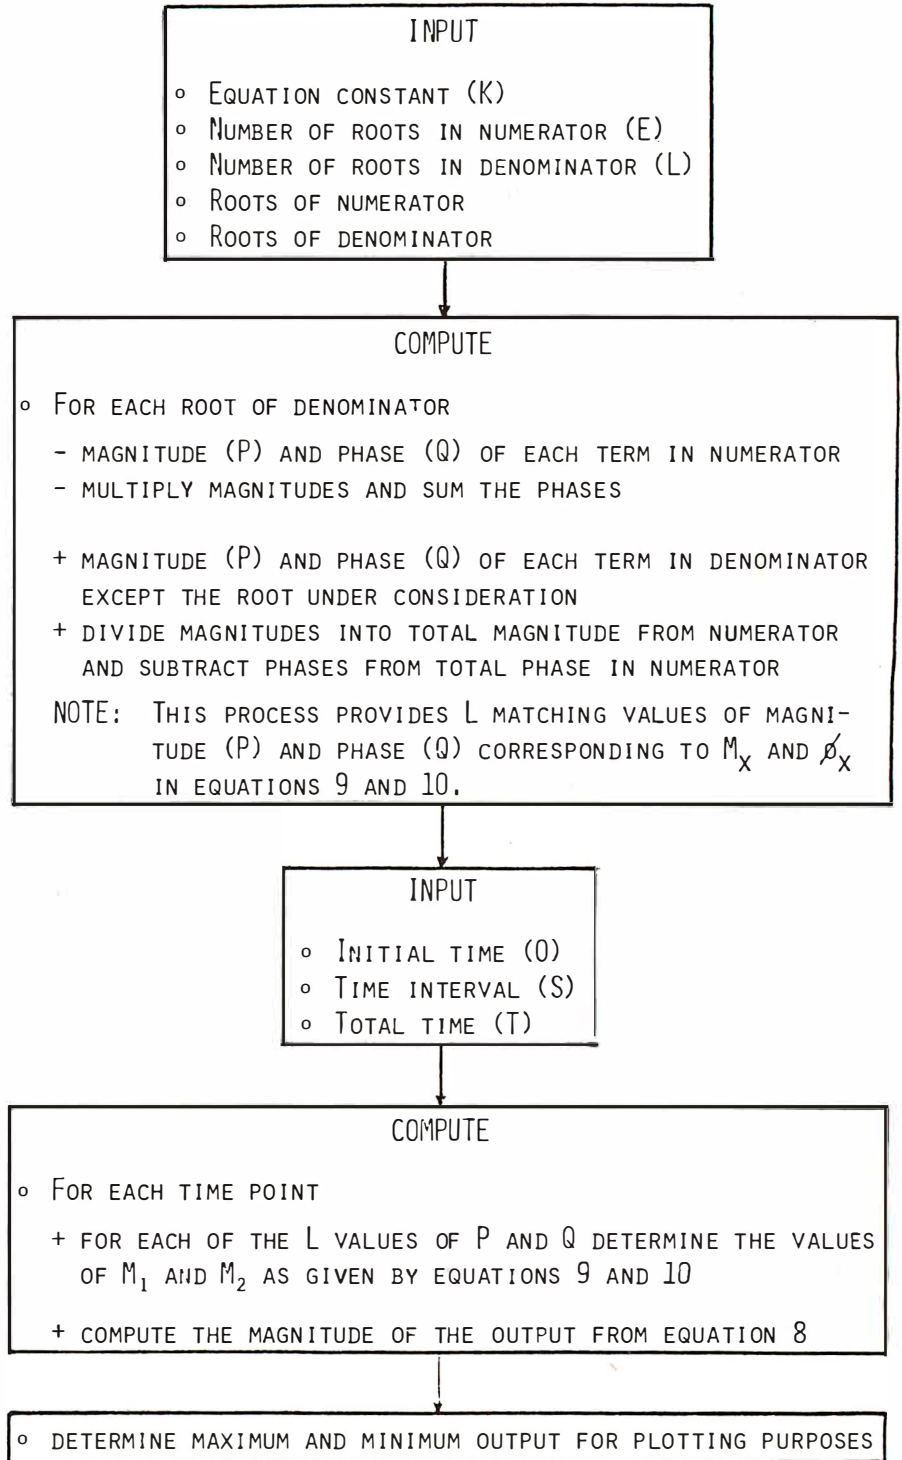 INPUT
o EQUATION CONSTANT (K)
o NUMBER OF ROOTS IN NUMERATOR (E)
o NUMBER OF ROOTS IN DENOMINATOR (L)
o ROOTS OF NUMERATOR
o ROOTS OF DENOMINATOR
COMPUTE
o FOR EACH ROOT OF DENOMINATOR
- MAGNITUDE (P) AND PHASE (Q) OF EACH TERM IN NUMERATOR
- MULTIPLY MAGNITUDES AND SUM THE PHASES
+ MAGNITUDE (P) AND PHASE (Q) OF EACH TERM IN DENOMINATOR
EXCEPT THE ROOT UNDER CONSIDERATION
+ DIVIDE MAGNITUDES INTO TOTAL MAGNITUDE FROM NUMERATOR
AND SUBTRACT PHASES FROM TOTAL PHASE IN NUMERATOR
NOTE: THIS PROCESS PROVIDES L MATCHING VALUES OF MAGNI-
TUDE (P) AND PHASE (Q) CORRESPONDING TO Mₓ AND Øₓ
IN EQUATIONS 9 AND 10.
INPUT
o INITIAL TIME (O)
o TIME INTERVAL (S)
o TOTAL TIME (T)
COMPUTE
o FOR EACH TIME POINT
+ FOR EACH OF THE L VALUES OF P AND Q DETERMINE THE VALUES
OF M₁ AND M₂ AS GIVEN BY EQUATIONS 9 AND 10
+ COMPUTE THE MAGNITUDE OF THE OUTPUT FROM EQUATION 8
o DETERMINE MAXIMUM AND MINIMUM OUTPUT FOR PLOTTING PURPOSES